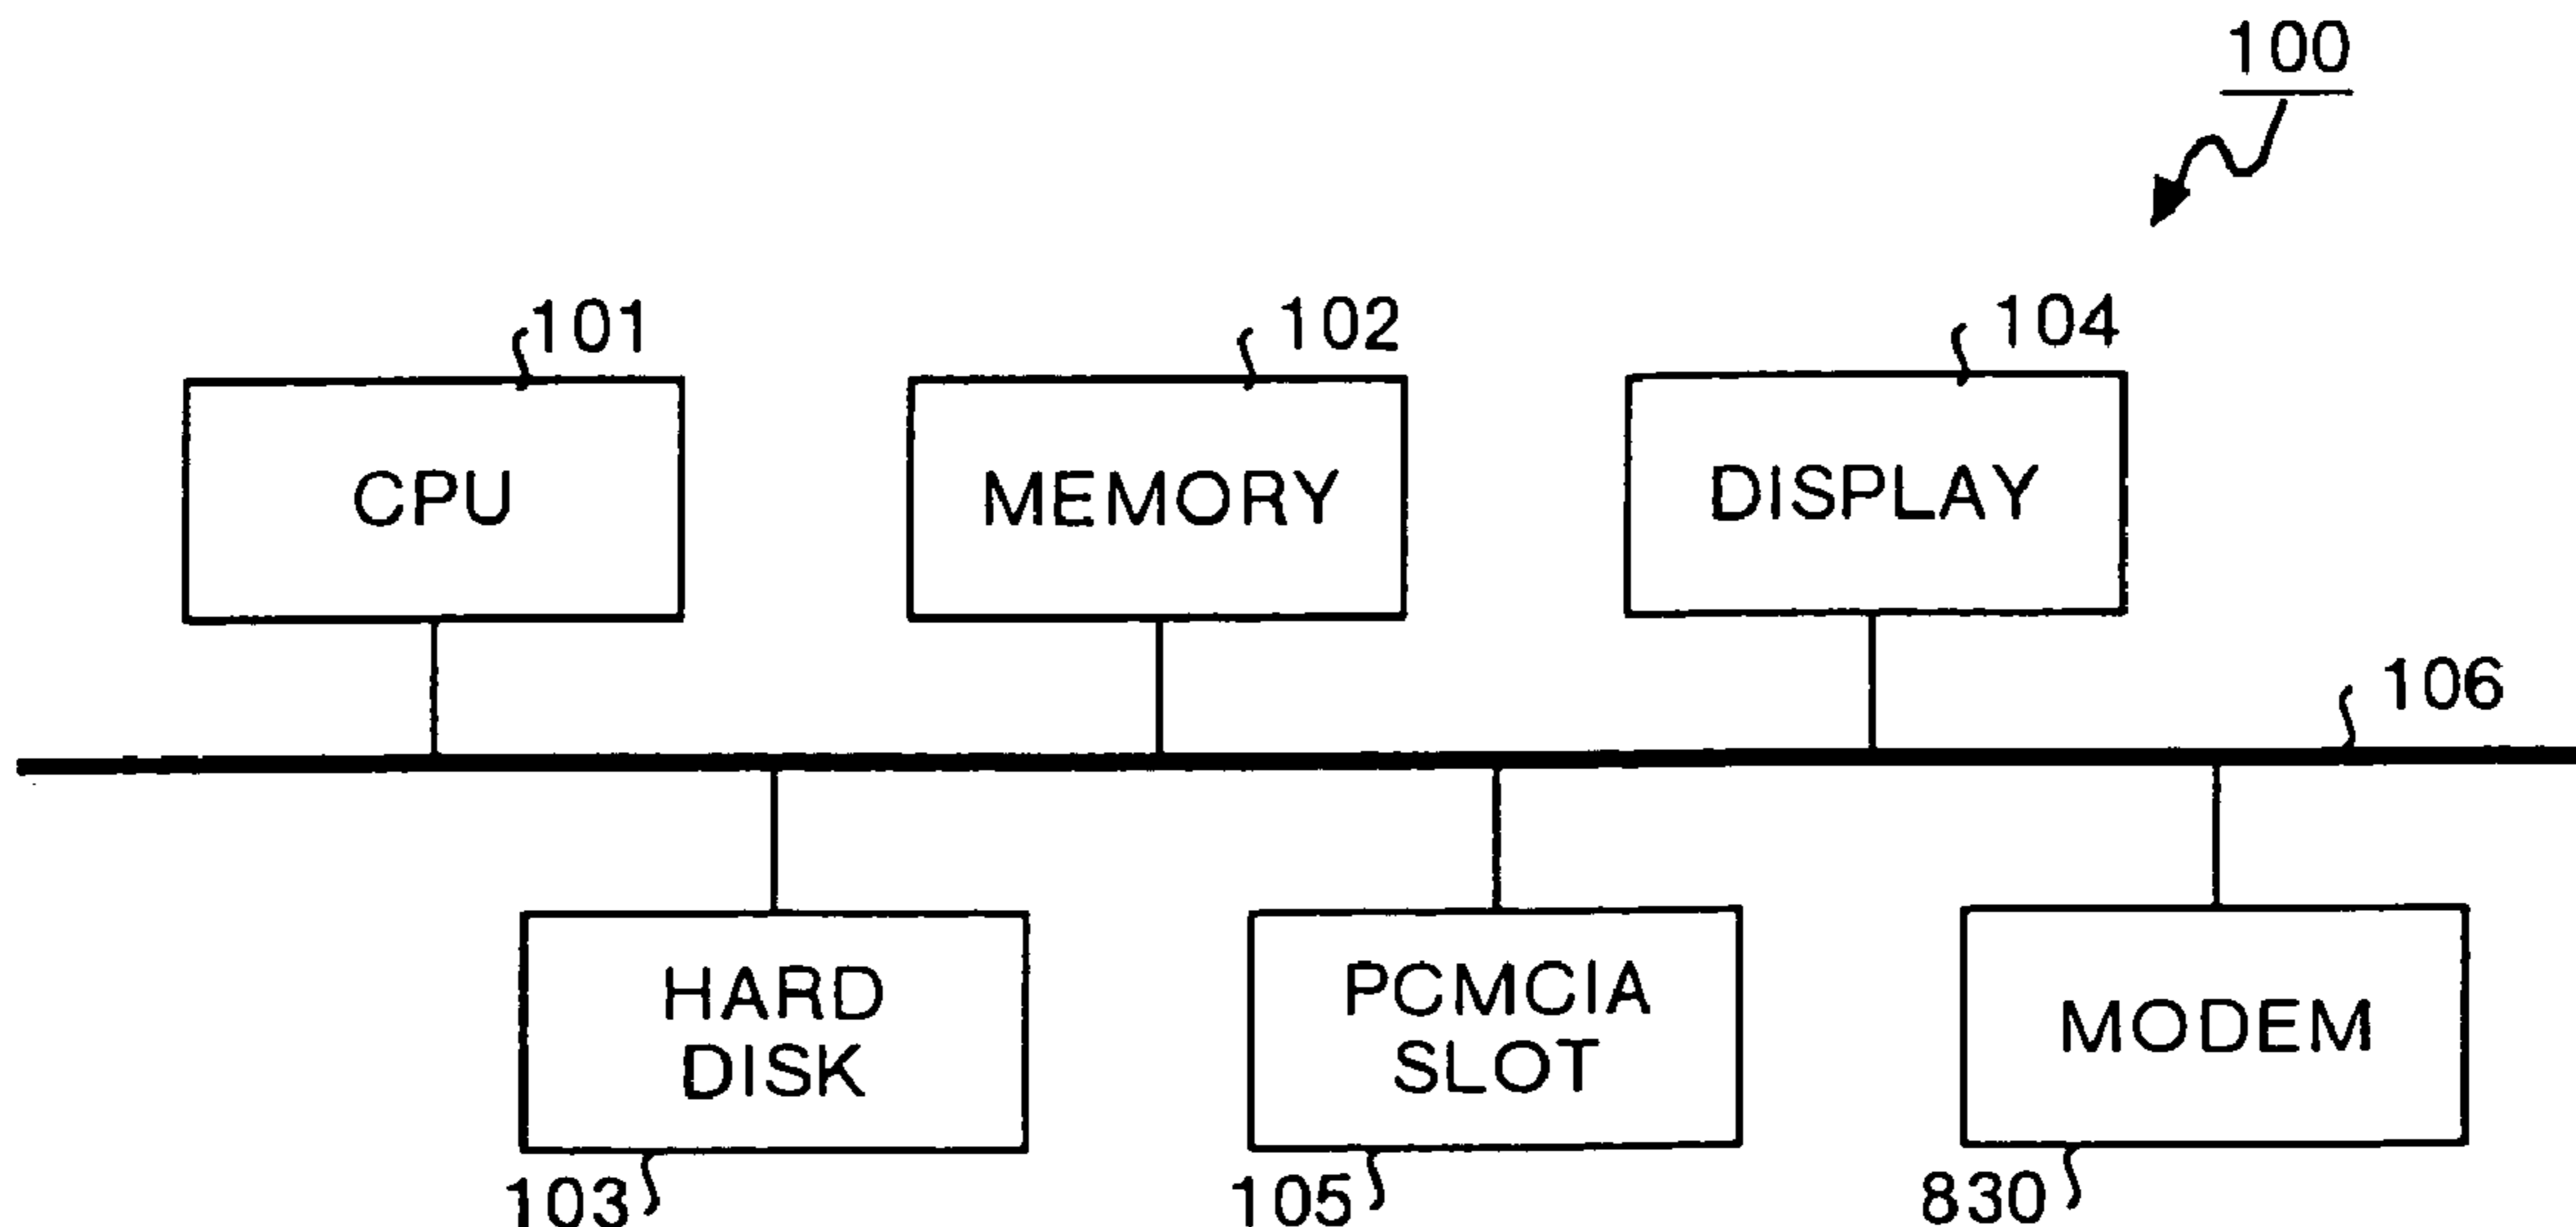 100
101
102
104
CPU
MEMORY
DISPLAY
106
HARD
DISK
PCMCIA
SLOT
MODEM
103
105
830